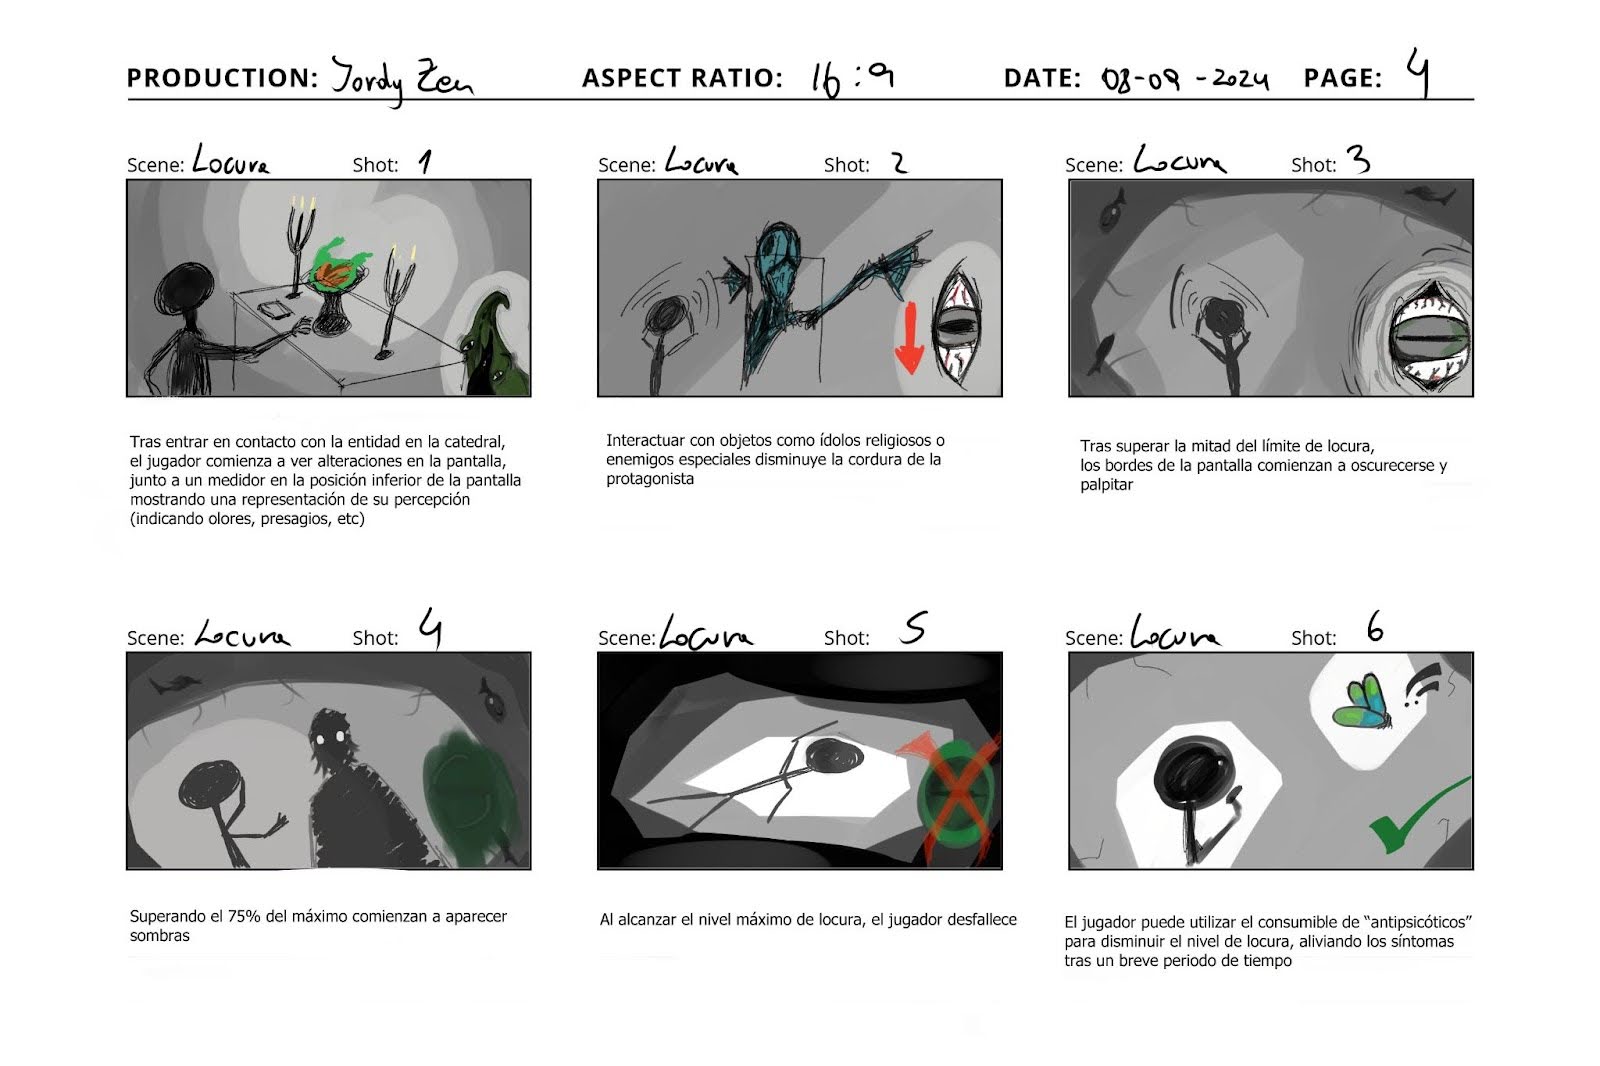 PRODUCTION: Jordy Zen ASPECT RATIO: 16:9 DATE: 08-09-2024 PAGE: 4
Scene: Locura Shot: 1
Scene: Locura Shot: 2
Scene: Locura Shot: 3
Tras entrar en contacto con la entidad en la catedral,
el jugador comienza a ver alteraciones en la pantalla,
junto a un medidor en la posición inferior de la pantalla
mostrando una representación de su percepción
(indicando olores, presagios, etc)
Interactuar con objetos como ídolos religiosos o
enemigos especiales disminuye la cordura de la
protagonista
Tras superar la mitad del límite de locura,
los bordes de la pantalla comienzan a oscurecerse y
palpitar
Scene: Locura Shot: 4
Scene: Locura Shot: 5
Scene: Locura Shot: 6
Superando el 75% del máximo comienzan a aparecer
sombras
Al alcanzar el nivel máximo de locura, el jugador desfallece
El jugador puede utilizar el consumible de “antipsicóticos”
para disminuir el nivel de locura, aliviando los síntomas
tras un breve periodo de tiempo